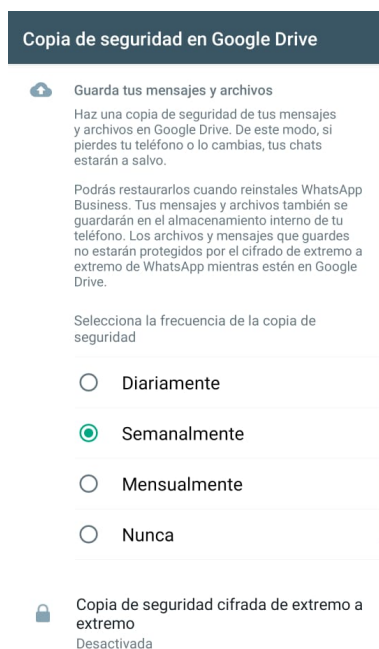 Copia de seguridad en Google Drive
Guarda tus mensajes y archivos
Haz una copia de seguridad de tus mensajes
y archivos en Google Drive. De este modo, si
pierdes tu teléfono o lo cambias, tus chats
estarán a salvo.
Podrás restaurarlos cuando reinstales WhatsApp
Business. Tus mensajes y archivos también se
guardarán en el almacenamiento interno de tu
teléfono. Los archivos y mensajes que guardes
no estarán protegidos por el cifrado de extremo a
extremo de WhatsApp mientras estén en Google
Drive.
Selecciona la frecuencia de la copia de
seguridad
Diariamente
Semanalmente
Mensualmente
Nunca
Copia de seguridad cifrada de extremo a
extremo
Desactivada